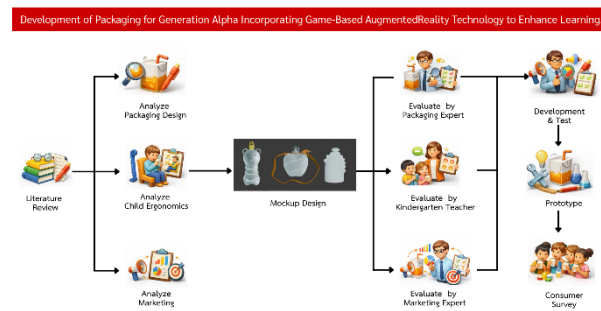 Development of Packaging for Generation Alpha Incorporating Game-Based AugmentedReality Technology to Enhance Learning
Literature
Review
Analyze
Packaging Design
Analyze
Child Ergonomics
Analyze
Marketing
Mockup Design
Evaluate by
Packaging Expert
Evaluate by
Kindergarten Teacher
Evaluate by
Marketing Expert
Development
& Test
Prototype
Consumer
Survey